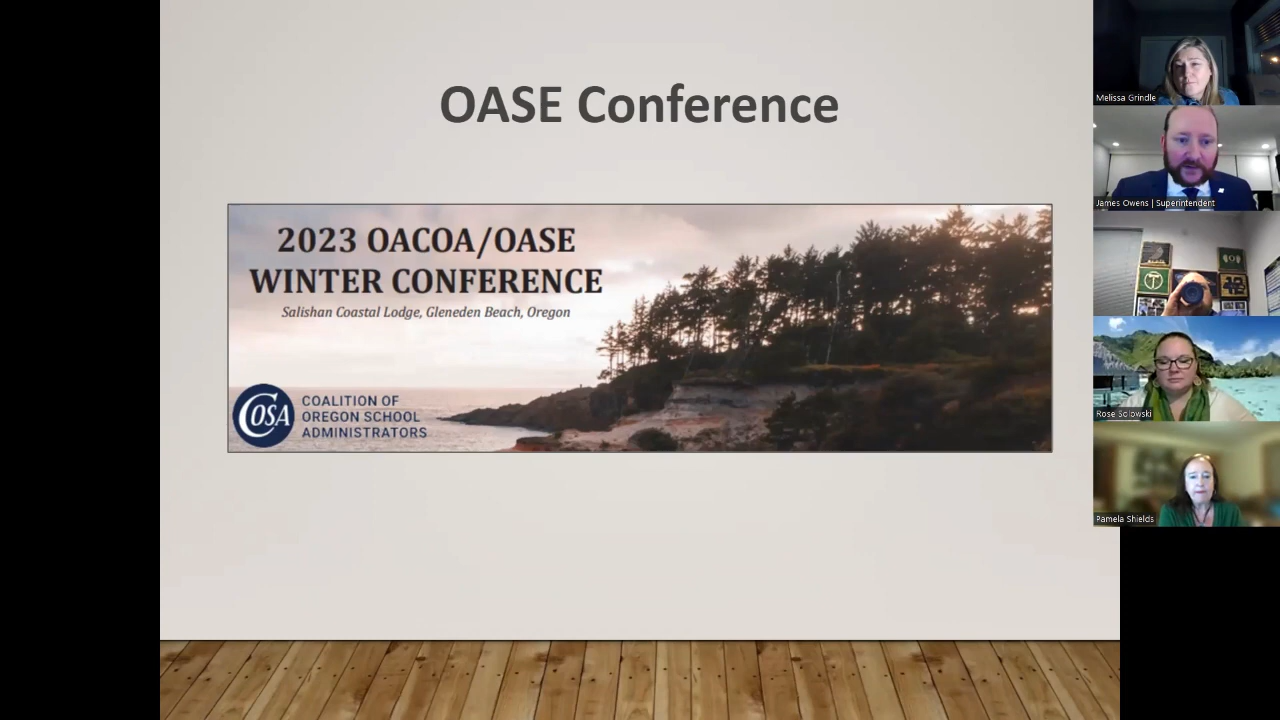 OASE Conference
2023 OACOA/OASE
WINTER CONFERENCE
Salishan Coastal Lodge, Gleneden Beach, Oregon
COSA
COALITION OF
OREGON SCHOOL
ADMINISTRATORS
Melissa Grindle
James Owens | Superintendent
Rose Solowski
Pamela Shields